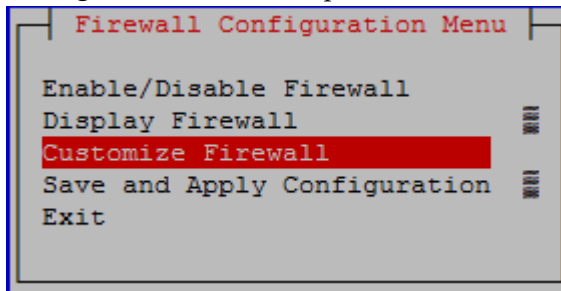 Firewall Configuration Menu
Enable/Disable Firewall
Display Firewall
Customize Firewall
Save and Apply Configuration
Exit